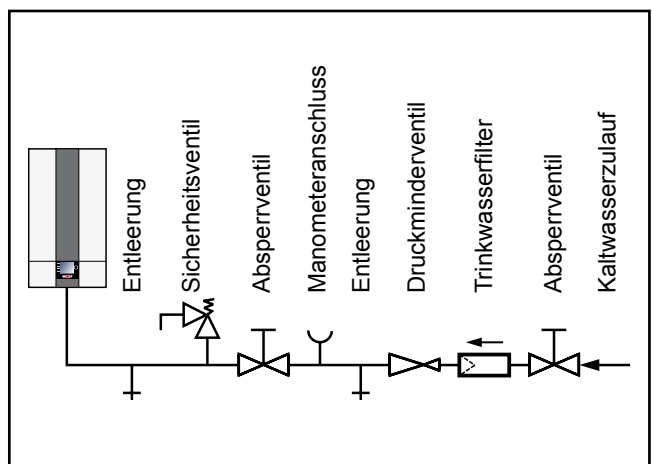 Entleerung
Sicherheitsventil
Absperrventil
Manometeranschluss
Entleerung
Druckminderventil
Trinkwasserfilter
Absperrventil
Kaltwasserzulauf